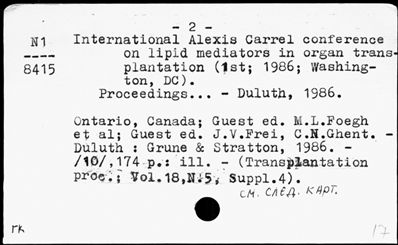 - 2 -
N1 International Alexis Carrel conference
---- on lipid mediators in organ trans-
8415 plantation (1st; 1986; Washing-
ton, DC).
Proceedings... - Duluth, 1986.
Ontario, Canada; Guest ed. M.L.Foegh
et al; Guest ed. J.V.Frei, C.N.Ghent. -
Duluth : Grune & Stratton, 1986. -
/10/,174 p.: ill. - (Transplantation
proc.; Vol.18,N.5, Suppl.4).
см. след. карт.
гк 17